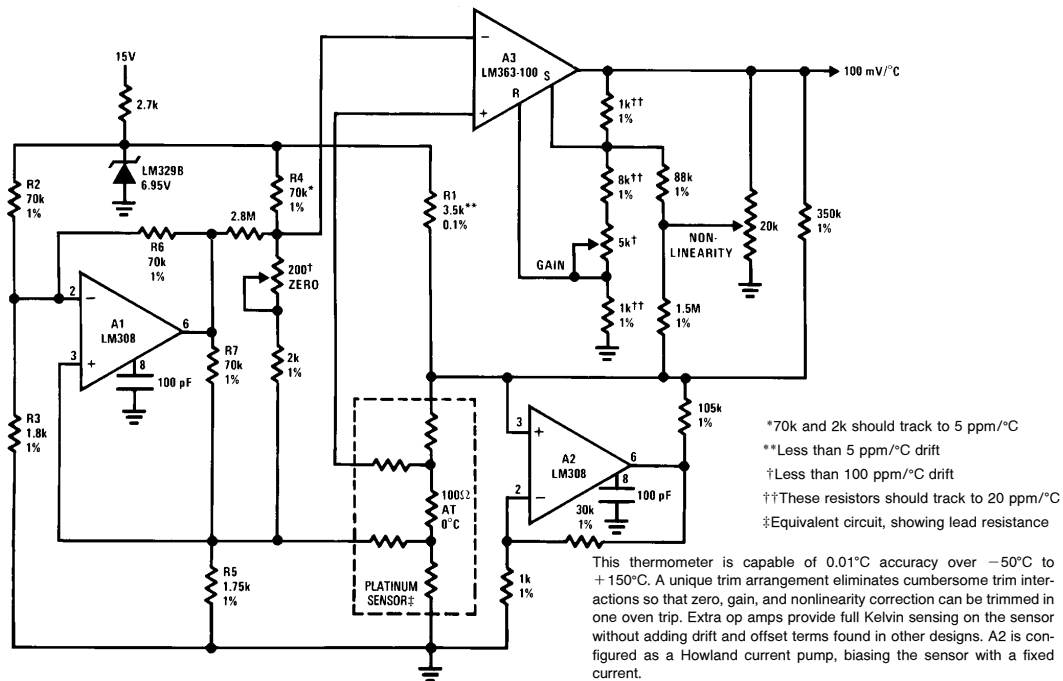 A3
LM363-100
−
+
R
S
15V
2.7k
LM329B
6.95V
100 mV/°C
1k††
1%
R2
70k
1%
R4
70k*
1%
R1
3.5k**
0.1%
8k††
1%
88k
1%
20k
350k
1%
R6
70k
1%
2.8M
200†
ZERO
5k†
GAIN
NON-
LINEARITY
2
−
A1
LM308
6
3
+
8
100 pF
R7
70k
1%
2k
1%
1k††
1%
1.5M
1%
R3
1.8k
1%
105k
1%
3
+
A2
LM308
6
2
−
8
100 pF
30k
1%
100Ω
AT
0°C
R5
1.75k
1%
PLATINUM
SENSOR‡
1k
1%
*70k and 2k should track to 5 ppm/°C
**Less than 5 ppm/°C drift
†Less than 100 ppm/°C drift
††These resistors should track to 20 ppm/°C
‡Equivalent circuit, showing lead resistance
This thermometer is capable of 0.01°C accuracy over −50°C to
+150°C. A unique trim arrangement eliminates cumbersome trim inter-
actions so that zero, gain, and nonlinearity correction can be trimmed in
one oven trip. Extra op amps provide full Kelvin sensing on the sensor
without adding drift and offset terms found in other designs. A2 is con-
figured as a Howland current pump, biasing the sensor with a fixed
current.